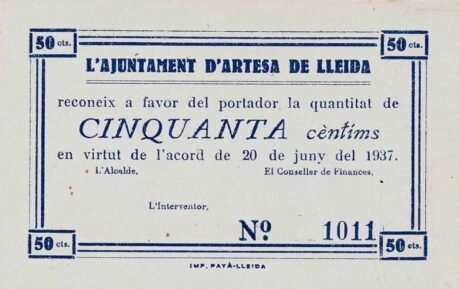 50 cts. 50 cts.
L'AJUNTAMENT D'ARTESA DE LLEIDA
reconeix a favor del portador la quantitat de
CINQUANTA cèntims
en virtut de l'acord de 20 de juny del 1937.
L'Alcalde, El Conseller de Finances,
L'Interventor,
Nº 1011
50 cts. 50 cts.
IMP. PAYÀ-LLEIDA